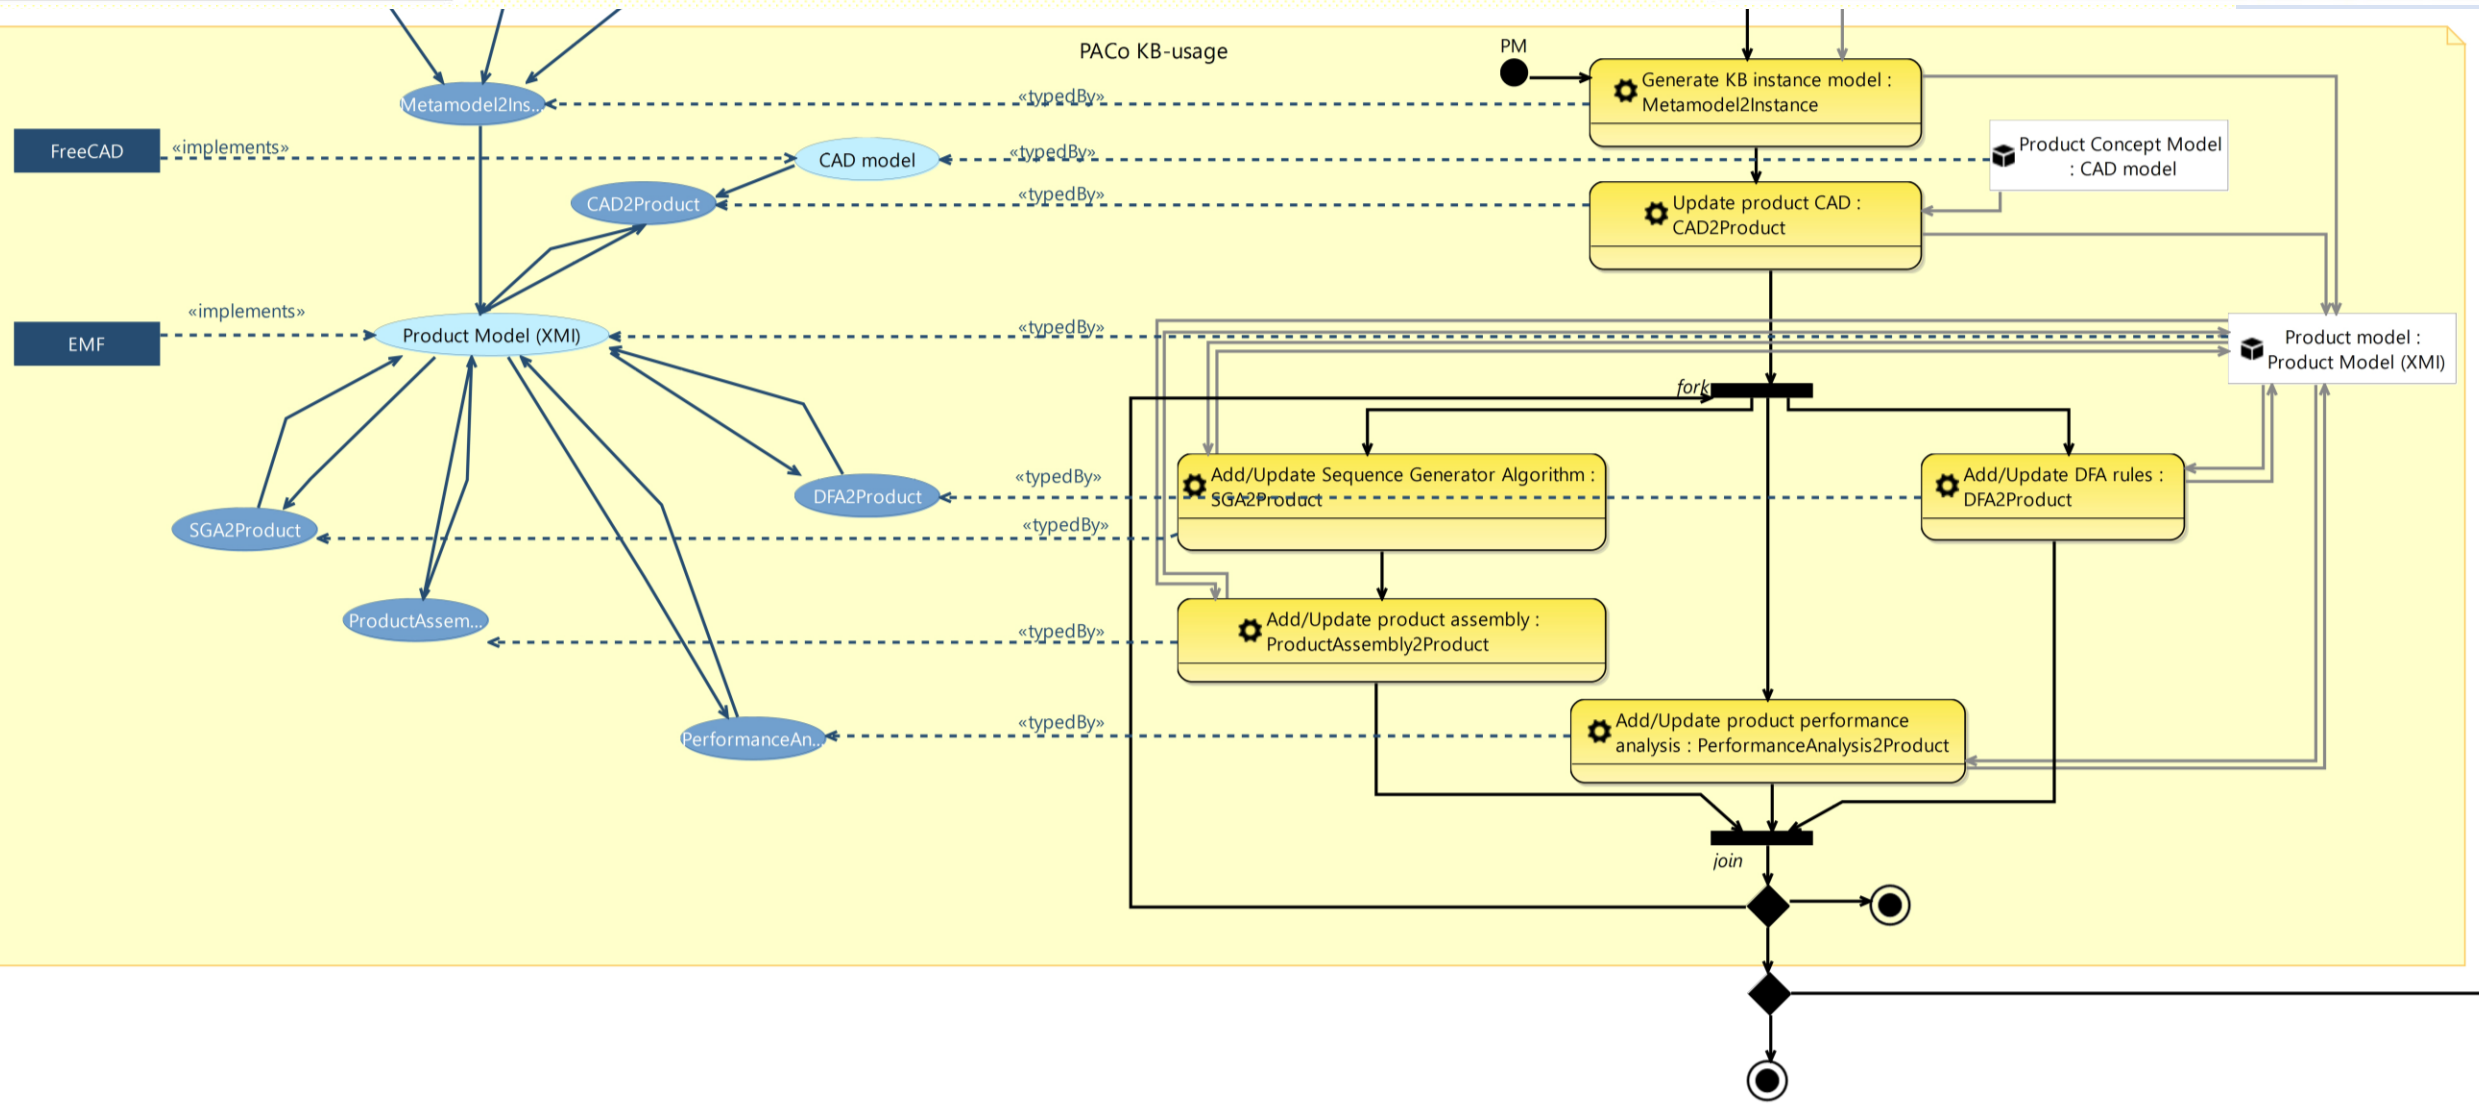 PACo KB-usage
PM
Generate KB instance model :
Metamodel2Instance
Metamodel2Ins...
«typedBy»
FreeCAD
«implements»
CAD model
«typedBy»
Product Concept Model
: CAD model
CAD2Product
«typedBy»
Update product CAD :
CAD2Product
«implements»
EMF
Product Model (XMI)
«typedBy»
Product model :
Product Model (XMI)
fork
«typedBy»
DFA2Product
Add/Update Sequence Generator Algorithm :
SGA2Product
Add/Update DFA rules :
DFA2Product
SGA2Product
«typedBy»
ProductAssem...
«typedBy»
Add/Update product assembly :
ProductAssembly2Product
PerformanceAn...
«typedBy»
Add/Update product performance
analysis : PerformanceAnalysis2Product
join